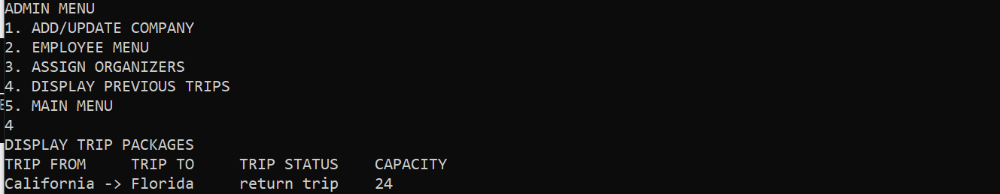 ADMIN MENU
1. ADD/UPDATE COMPANY
2. EMPLOYEE MENU
3. ASSIGN ORGANIZERS
4. DISPLAY PREVIOUS TRIPS
5. MAIN MENU
4
DISPLAY TRIP PACKAGES
TRIP FROM     TRIP TO     TRIP STATUS    CAPACITY
California -> Florida     return trip    24